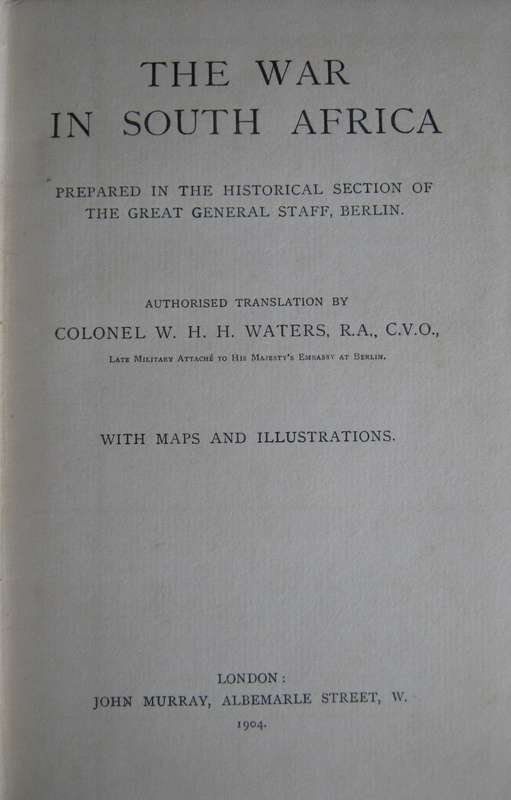 THE WAR
IN SOUTH AFRICA
PREPARED IN THE HISTORICAL SECTION OF
THE GREAT GENERAL STAFF, BERLIN.
AUTHORISED TRANSLATION BY
COLONEL W. H. H. WATERS, R.A., C.V.O.,
Late Military Attaché to His Majesty's Embassy at Berlin.
WITH MAPS AND ILLUSTRATIONS.
LONDON:
JOHN MURRAY, ALBEMARLE STREET, W.
1904.